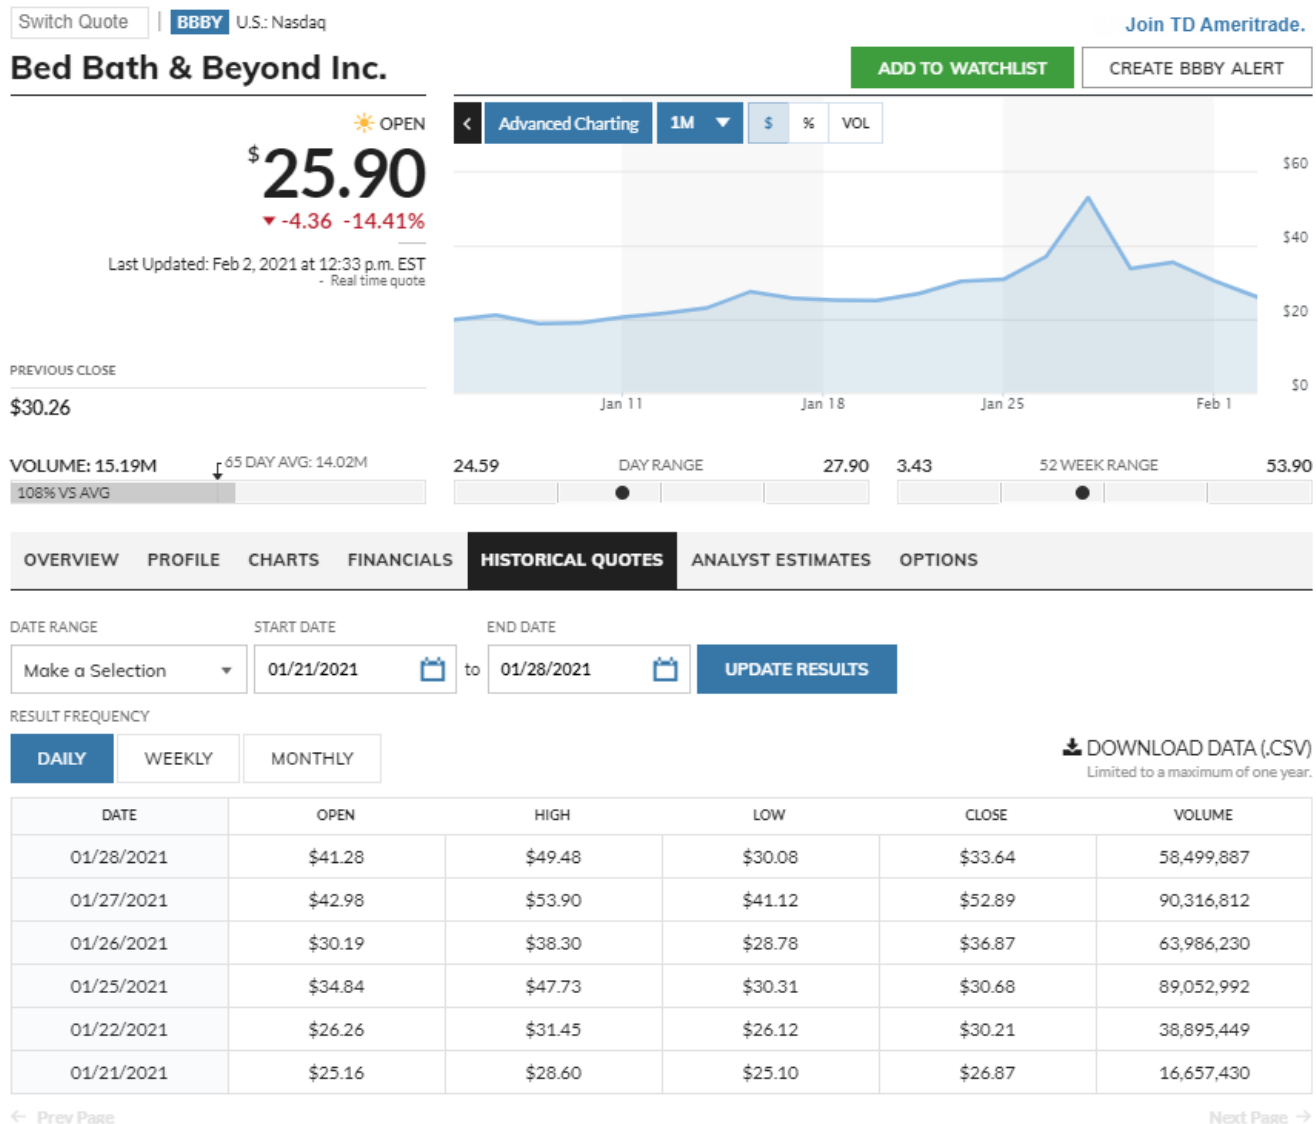 Switch Quote | BBBY U.S.: Nasdaq
Join TD Ameritrade.
Bed Bath & Beyond Inc.
ADD TO WATCHLIST
CREATE BBBY ALERT
OPEN
$25.90
-4.36 -14.41%
Last Updated: Feb 2, 2021 at 12:33 p.m. EST
- Real time quote
PREVIOUS CLOSE
$30.26
< Advanced Charting 1M $ % VOL
$60
$40
$20
$0
Jan 11 Jan 18 Jan 25 Feb 1
VOLUME: 15.19M 65 DAY AVG: 14.02M
108% VS AVG
24.59 DAY RANGE 27.90
3.43 52 WEEK RANGE 53.90
OVERVIEW PROFILE CHARTS FINANCIALS HISTORICAL QUOTES ANALYST ESTIMATES OPTIONS
DATE RANGE START DATE END DATE
Make a Selection 01/21/2021 to 01/28/2021 UPDATE RESULTS
RESULT FREQUENCY
DAILY WEEKLY MONTHLY
DOWNLOAD DATA (.CSV)
Limited to a maximum of one year.
DATE OPEN HIGH LOW CLOSE VOLUME
01/28/2021 $41.28 $49.48 $30.08 $33.64 58,499,887
01/27/2021 $42.98 $53.90 $41.12 $52.89 90,316,812
01/26/2021 $30.19 $38.30 $28.78 $36.87 63,986,230
01/25/2021 $34.84 $47.73 $30.31 $30.68 89,052,992
01/22/2021 $26.26 $31.45 $26.12 $30.21 38,895,449
01/21/2021 $25.16 $28.60 $25.10 $26.87 16,657,430
← Prev Page
Next Page →